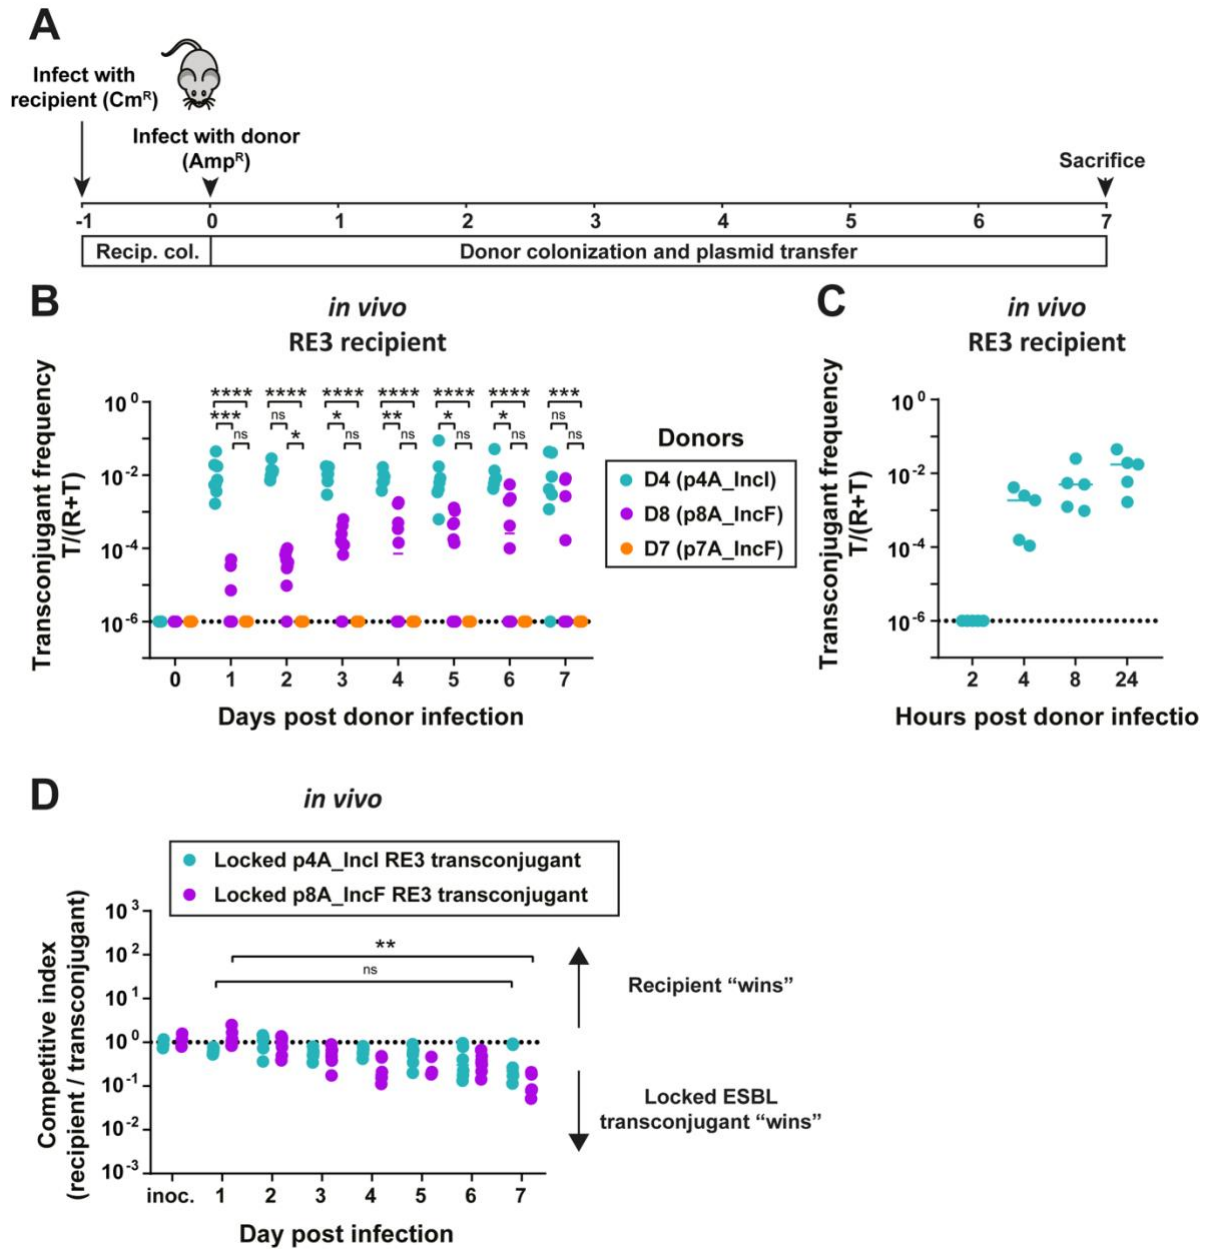 A
Infect with
recipient (Cm^R)
Infect with donor
(Amp^R)
Sacrifice
-1 0 1 2 3 4 5 6 7
Recip. col. Donor colonization and plasmid transfer
B
in vivo
RE3 recipient
Transconjugant frequency
T/(R+T)
10^0
10^-2
10^-4
10^-6
**** **** **** **** **** **** ***
*** ns * ** * * ns
ns * ns ns ns ns ns
0 1 2 3 4 5 6 7
Days post donor infection
Donors
D4 (p4A_IncI)
D8 (p8A_IncF)
D7 (p7A_IncF)
C
in vivo
RE3 recipient
Transconjugant frequency
T/(R+T)
10^0
10^-2
10^-4
10^-6
2 4 8 24
Hours post donor infectio
D
in vivo
Locked p4A_IncI RE3 transconjugant
Locked p8A_IncF RE3 transconjugant
Competitive index
(recipient / transconjugant)
10^3
10^2
10^1
10^0
10^-1
10^-2
10^-3
**
ns
inoc. 1 2 3 4 5 6 7
Day post infection
Recipient “wins”
Locked ESBL
transconjugant “wins”